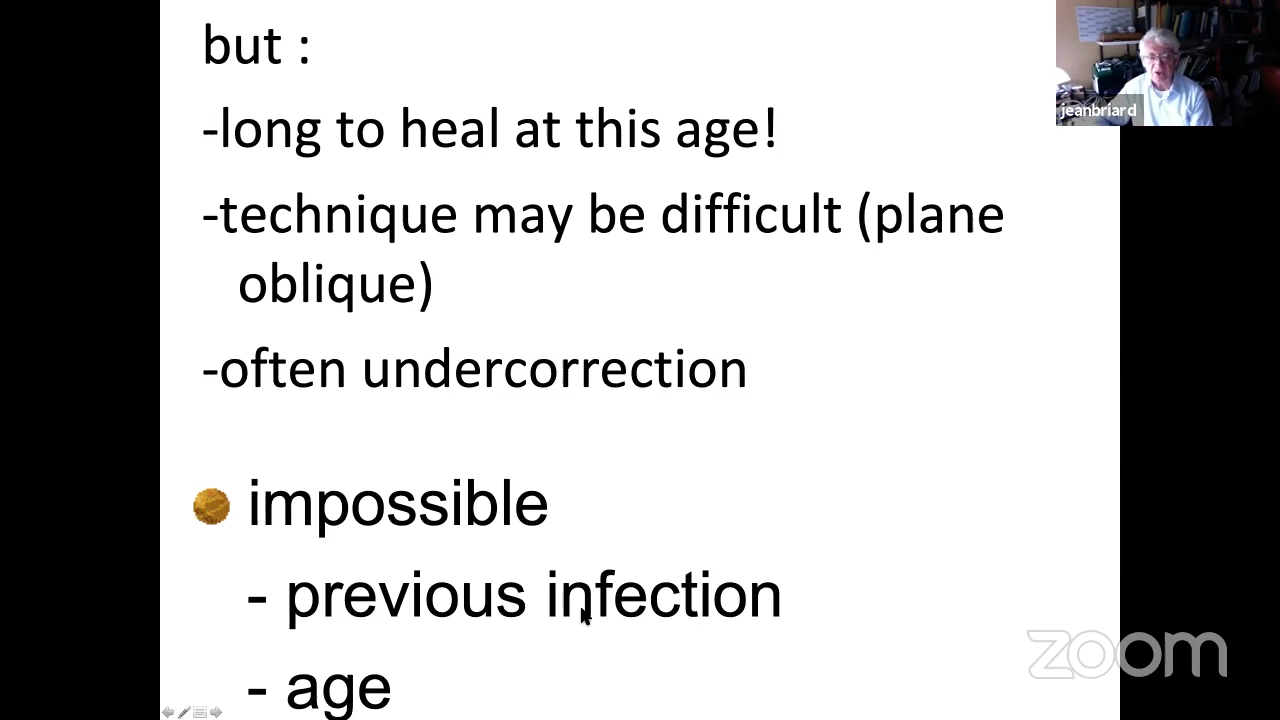 but :
jeanbriard
-long to heal at this age!
-technique may be difficult (plane
oblique)
-often undercorrection
impossible
- previous infection
- age
zoom